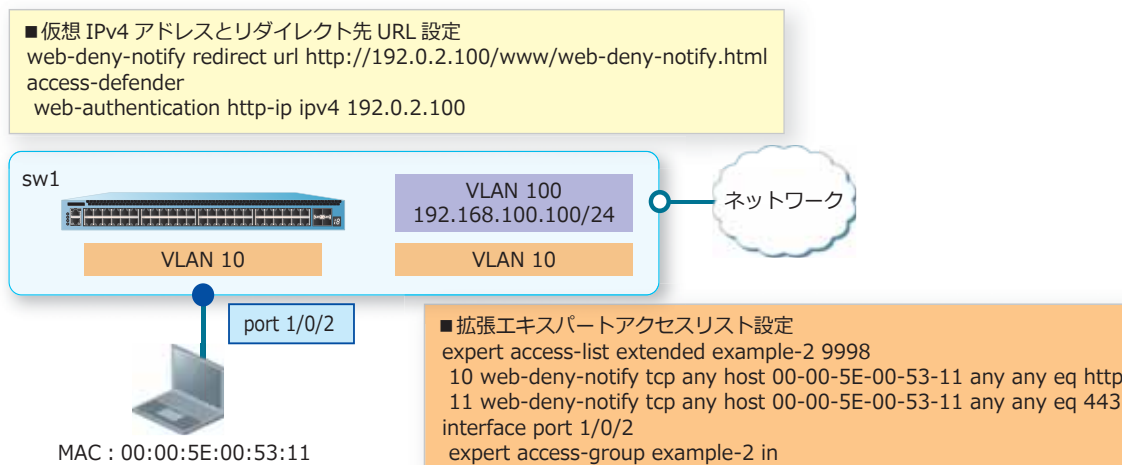 ■仮想 IPv4 アドレスとリダイレクト先 URL 設定
web-deny-notify redirect url http://192.0.2.100/www/web-deny-notify.html
access-defender
web-authentication http-ip ipv4 192.0.2.100
sw1
VLAN 100
192.168.100.100/24
ネットワーク
VLAN 10
VLAN 10
port 1/0/2
MAC : 00:00:5E:00:53:11
■拡張エキスパートアクセスリスト設定
expert access-list extended example-2 9998
10 web-deny-notify tcp any host 00-00-5E-00-53-11 any any eq http
11 web-deny-notify tcp any host 00-00-5E-00-53-11 any any eq 443
interface port 1/0/2
expert access-group example-2 in